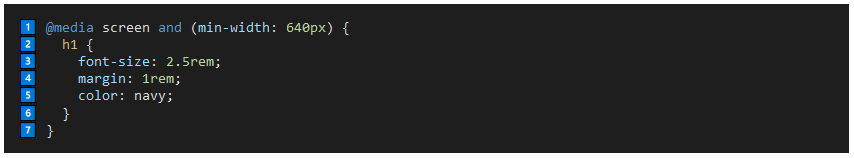 1 @media screen and (min-width: 640px) {
2   h1 {
3     font-size: 2.5rem;
4     margin: 1rem;
5     color: navy;
6   }
7 }